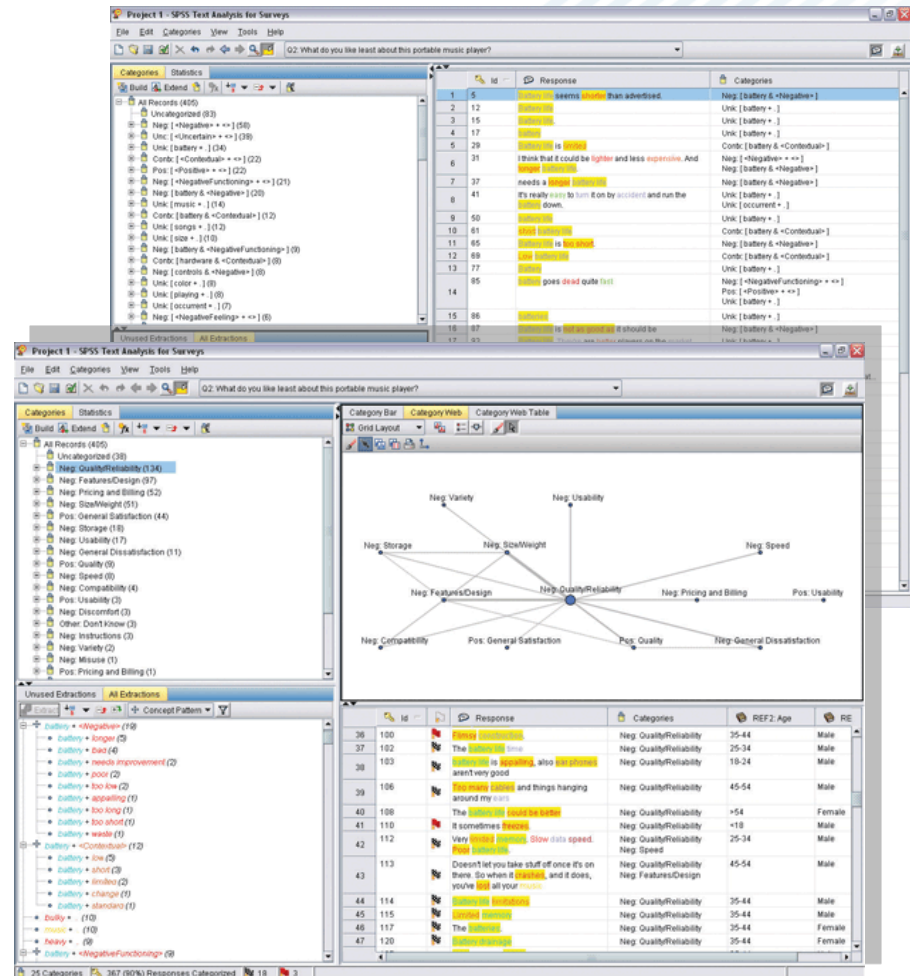 Project 1 - SPSS Text Analysis for Surveys
File Edit Categories View Tools Help
Q2: What do you like least about this portable music player?
Categories Statistics
Build Extend
All Records (405)
Uncategorized (83)
Neg: [ <Negative> + <> ] (58)
Unc: [ <Uncertain> + <> ] (39)
Unk: [ battery + . ] (34)
Contx: [ <Contextual> + <> ] (22)
Pos: [ <Positive> + <> ] (22)
Neg: [ <NegativeFunctioning> + <> ] (21)
Neg: [ battery & <Negative> ] (20)
Unk: [ music + . ] (14)
Contx: [ battery & <Contextual> ] (12)
Unk: [ songs + . ] (12)
Unk: [ size + . ] (10)
Neg: [ battery & <NegativeFunctioning> ] (9)
Contx: [ hardware & <Contextual> ] (8)
Neg: [ controls & <Negative> ] (8)
Unk: [ color + . ] (8)
Unk: [ playing + . ] (8)
Unk: [ occurrent + . ] (7)
Neg: [ <NegativeFeeling> + <> ] (6)
Unused Extractions All Extractions
Id Response Categories
1 5 Battery life seems shorter than advertised. Neg: [ battery & <Negative> ]
2 12 Battery life Unk: [ battery + . ]
3 15 Battery life. Unk: [ battery + . ]
4 17 battery Unk: [ battery + . ]
5 29 Battery life is limited Contx: [ battery & <Contextual> ]
6 31 I think that it could be lighter and less expensive. And Neg: [ <Negative> + <> ]
longer battery life. Neg: [ battery & <Negative> ]
7 37 needs a longer battery life Neg: [ battery & <Negative> ]
8 41 It's really easy to turn it on by accident and run the Unk: [ battery + . ]
battery down. Unk: [ occurrent + . ]
9 50 battery life Unk: [ battery + . ]
10 61 short battery life Contx: [ battery & <Contextual> ]
11 65 Battery life is too short. Neg: [ battery & <Negative> ]
12 69 Low battery life Contx: [ battery & <Contextual> ]
13 77 Battery Unk: [ battery + . ]
14 85 battery goes dead quite fast Neg: [ <NegativeFunctioning> + <> ]
Pos: [ <Positive> + <> ]
Unk: [ battery + . ]
15 86 batteries Unk: [ battery + . ]
16 87 Battery life is not as good as it should be Neg: [ battery & <Negative> ]
Project 1 - SPSS Text Analysis for Surveys
File Edit Categories View Tools Help
Q2: What do you like least about this portable music player?
Categories Statistics
Build Extend
All Records (405)
Uncategorized (38)
Neg: Quality/Reliability (134)
Neg: Features/Design (97)
Neg: Pricing and Billing (52)
Neg: Size/Weight (51)
Pos: General Satisfaction (44)
Neg: Storage (18)
Neg: Usability (17)
Neg: General Dissatisfaction (11)
Pos: Quality (9)
Neg: Speed (8)
Neg: Compatibility (4)
Pos: Usability (3)
Neg: Discomfort (3)
Other: Don't Know (3)
Neg: Instructions (3)
Neg: Variety (2)
Neg: Misuse (1)
Pos: Pricing and Billing (1)
Category Bar Category Web Category Web Table
Grid Layout
Neg: Variety Neg: Usability
Neg: Storage Neg: Size/Weight Neg: Speed
Neg: Features/Design Neg: Quality/Reliability Neg: Pricing and Billing Pos: Usability
Neg: Compatibility Pos: General Satisfaction Pos: Quality Neg: General Dissatisfaction
Unused Extractions All Extractions
Extract Concept Pattern
battery + <Negative> (19)
battery + longer (5)
battery + bad (4)
battery + needs improvement (2)
battery + poor (2)
battery + too low (2)
battery + appalling (1)
battery + too long (1)
battery + too short (1)
battery + waste (1)
battery + <Contextual> (12)
battery + low (5)
battery + short (3)
battery + limited (2)
battery + change (1)
battery + standard (1)
bulky + . (10)
music + . (10)
heavy + . (9)
battery + <NegativeFunctioning> (9)
Id Response Categories REF2: Age RE
36 100 Flimsy construction. Neg: Quality/Reliability 35-44 Male
37 102 The battery life time Neg: Quality/Reliability 25-34 Male
38 103 battery life is appalling, also ear phones Neg: Quality/Reliability 18-24 Male
aren't very good
39 106 Too many cables and things hanging Neg: Quality/Reliability 45-54 Male
around my ears
40 108 The battery life could be better Neg: Quality/Reliability >54 Female
41 110 It sometimes freezes. Neg: Quality/Reliability <18 Male
42 112 Very limited memory. Slow data speed. Neg: Quality/Reliability 25-34 Male
Poor battery life. Neg: Speed
43 113 Doesn't let you take stuff off once it's on Neg: Quality/Reliability 45-54 Male
there. So when it crashes, and it does, Neg: Features/Design
you've lost all your music.
44 114 Battery life limitations Neg: Quality/Reliability 35-44 Male
45 115 Limited memory Neg: Quality/Reliability 35-44 Male
46 117 The batteries. Neg: Quality/Reliability 35-44 Female
47 120 Battery drainage Neg: Quality/Reliability 35-44 Female
25 Categories 367 (90%) Responses Categorized 18 3